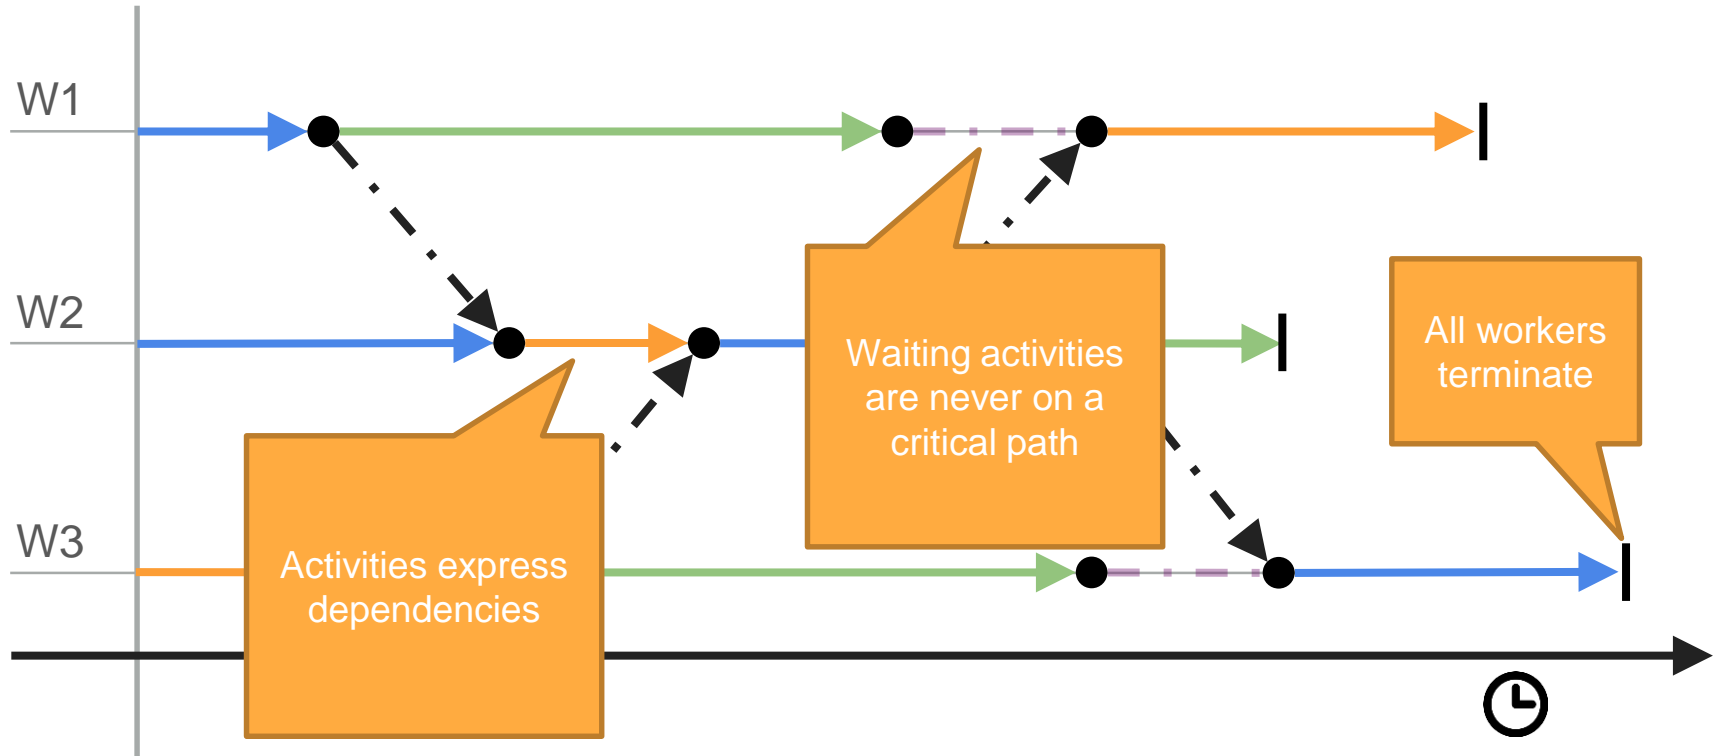 W1
W2
Waiting activities
are never on a
critical path
All workers
terminate
W3
Activities express
dependencies